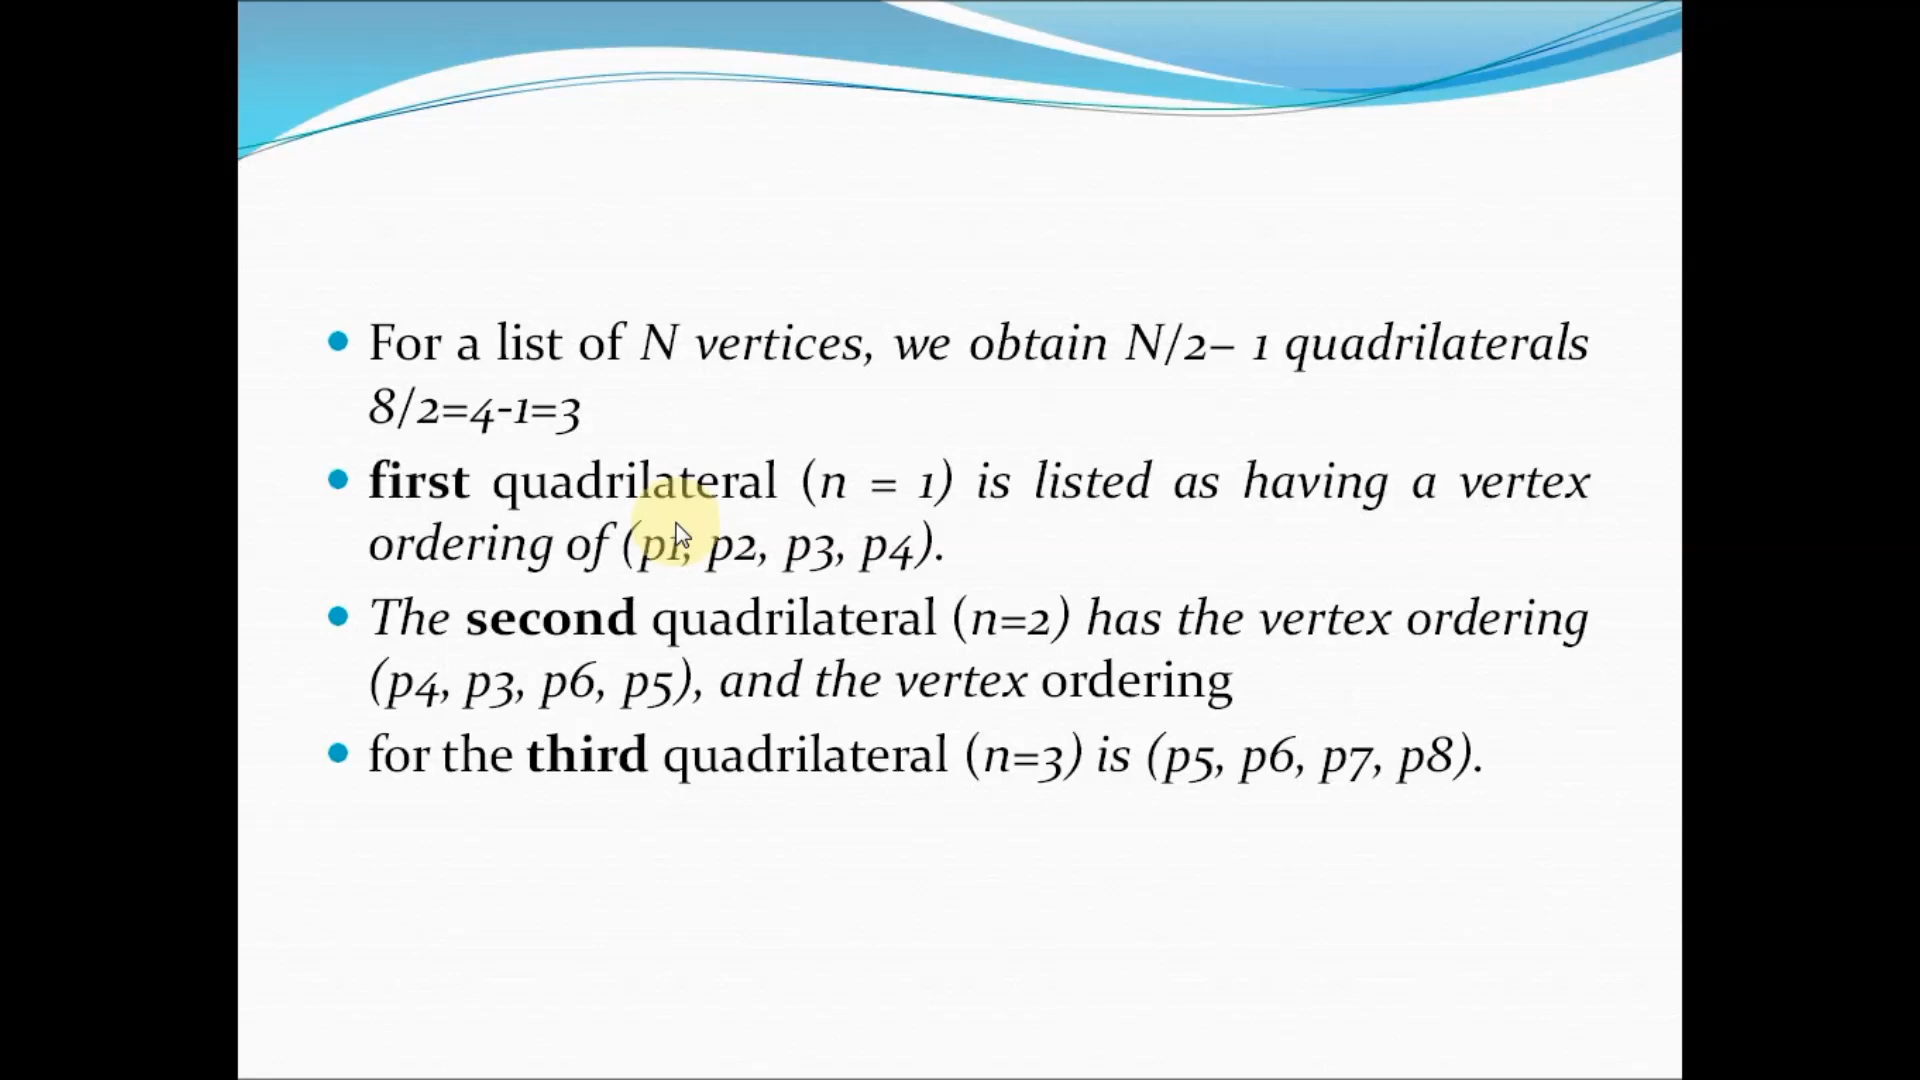 For a list of N vertices, we obtain N/2– 1 quadrilaterals
8/2=4-1=3
first quadrilateral (n = 1) is listed as having a vertex
ordering of (p1, p2, p3, p4).
The second quadrilateral (n=2) has the vertex ordering
(p4, p3, p6, p5), and the vertex ordering
for the third quadrilateral (n=3) is (p5, p6, p7, p8).